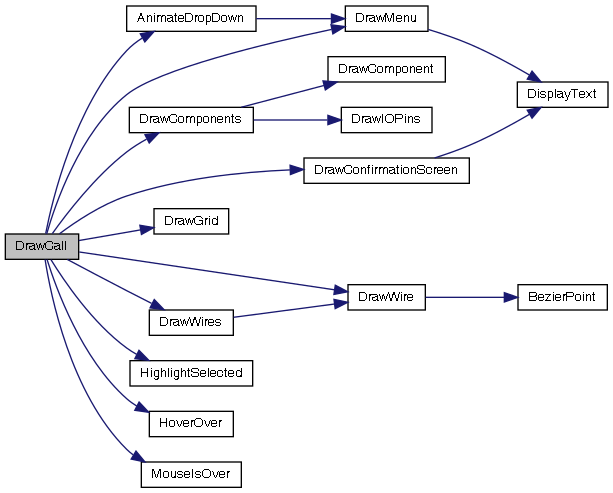 AnimateDropDown
DrawMenu
DrawComponent
DisplayText
DrawComponents
DrawIOPins
DrawConfirmationScreen
DrawGrid
DrawCall
DrawWire
BezierPoint
DrawWires
HighlightSelected
HoverOver
MouseIsOver